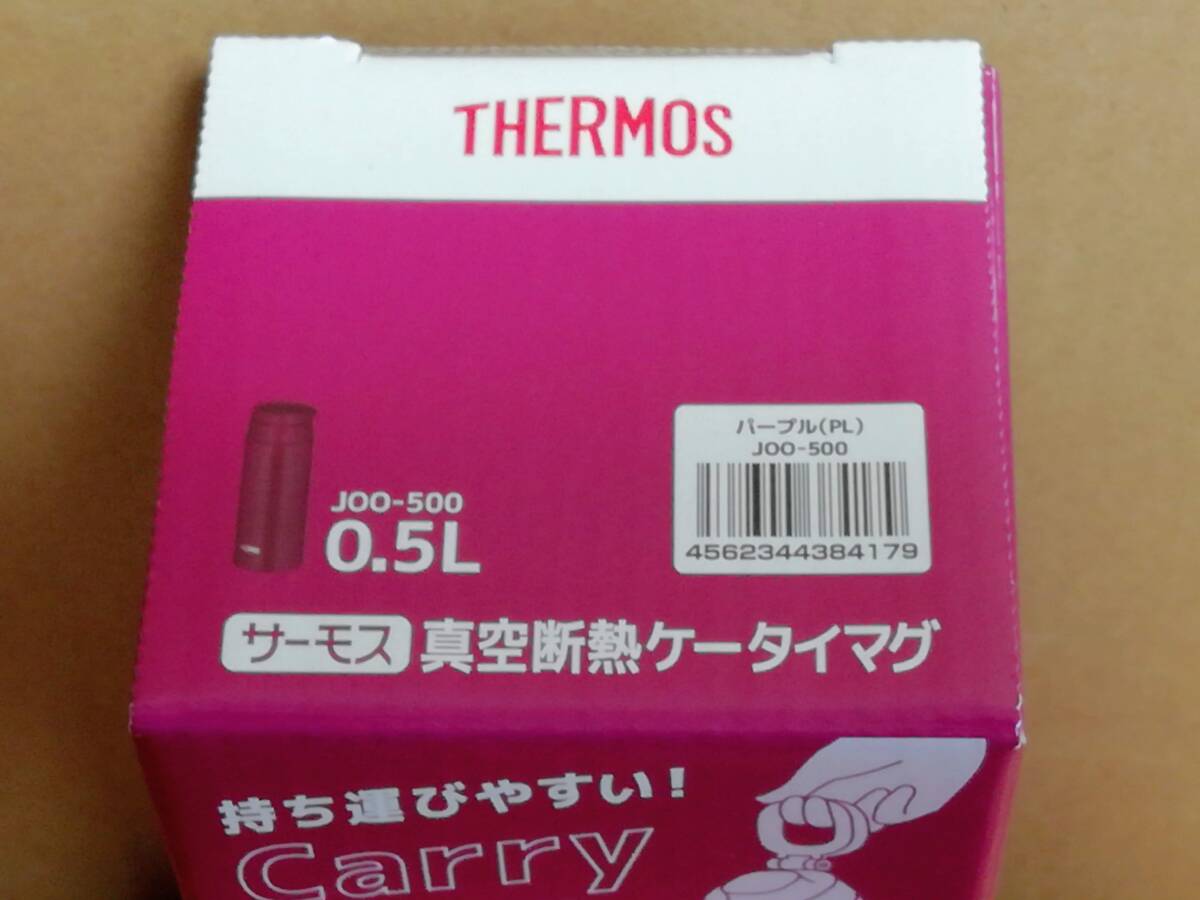 THERMOS
パープル(PL)
JOO-500
4562344384179
JOO-500
0.5L
サーモス 真空断熱ケータイマグ
持ち運びやすい!
Carry